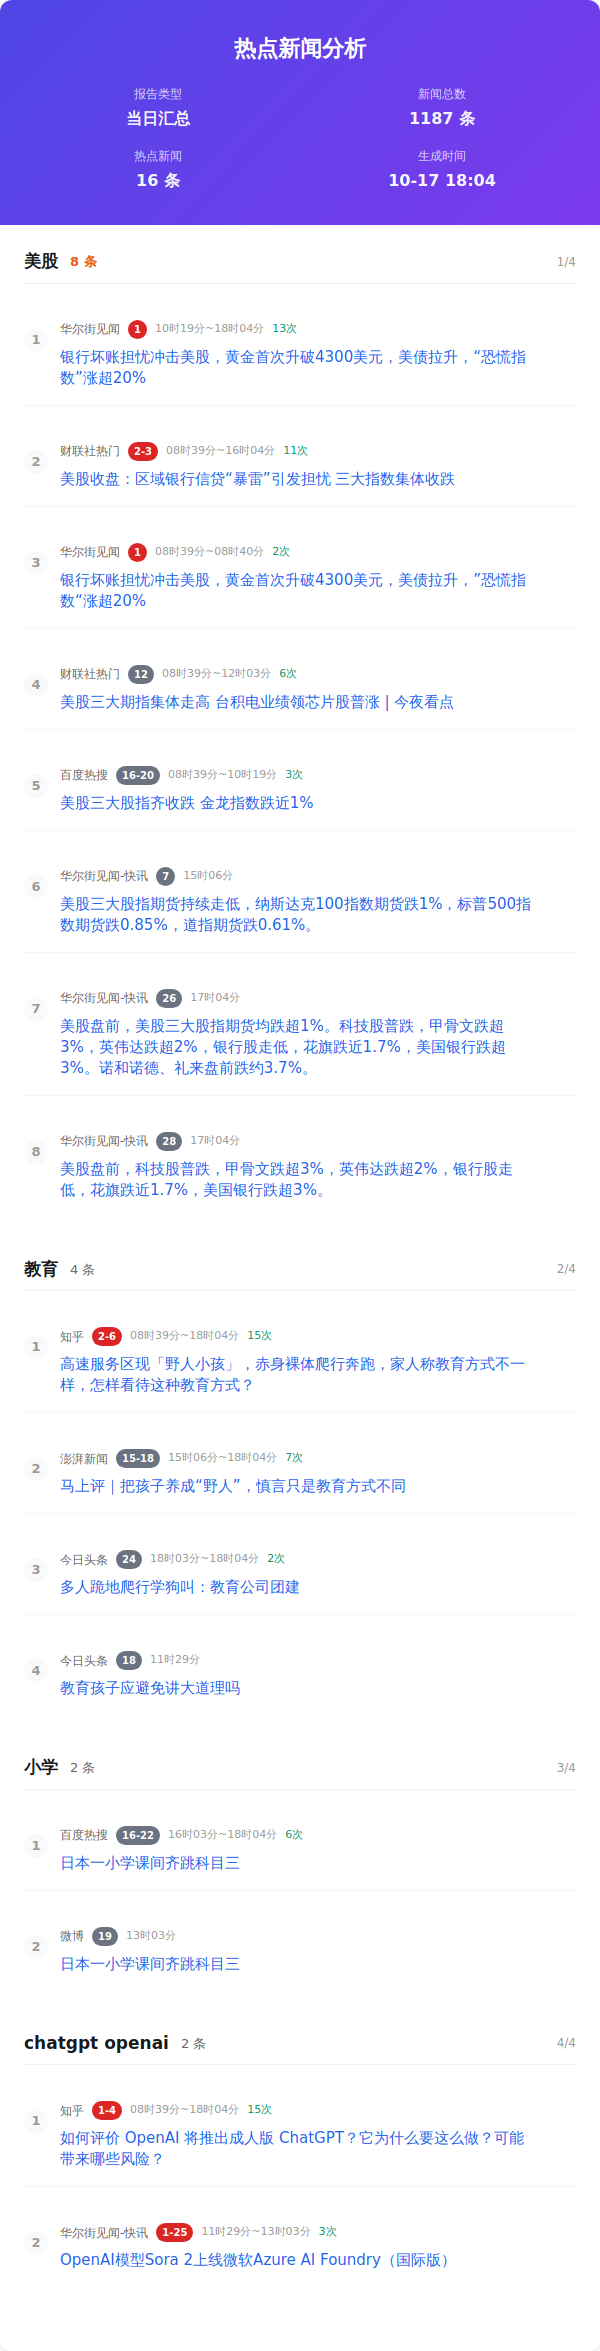 热点新闻分析
报告类型
新闻总数
当日汇总
1187 条
热点新闻
生成时间
16 条
10-17 18:04
美股 8 条 1/4
1
华尔街见闻 1 10时19分~18时04分 13次
银行坏账担忧冲击美股，黄金首次升破4300美元，美债拉升，“恐慌指
数”涨超20%
2
财联社热门 2-3 08时39分~16时04分 11次
美股收盘：区域银行信贷“暴雷”引发担忧 三大指数集体收跌
3
华尔街见闻 1 08时39分~08时40分 2次
银行坏账担忧冲击美股，黄金首次升破4300美元，美债拉升，”恐慌指
数“涨超20%
4
财联社热门 12 08时39分~12时03分 6次
美股三大期指集体走高 台积电业绩领衔芯片股普涨 | 今夜看点
5
百度热搜 16-20 08时39分~10时19分 3次
美股三大股指齐收跌 金龙指数跌近1%
6
华尔街见闻-快讯 7 15时06分
美股三大股指期货持续走低，纳斯达克100指数期货跌1%，标普500指
数期货跌0.85%，道指期货跌0.61%。
7
华尔街见闻-快讯 26 17时04分
美股盘前，美股三大股指期货均跌超1%。科技股普跌，甲骨文跌超
3%，英伟达跌超2%，银行股走低，花旗跌近1.7%，美国银行跌超
3%。诺和诺德、礼来盘前跌约3.7%。
8
华尔街见闻-快讯 28 17时04分
美股盘前，科技股普跌，甲骨文跌超3%，英伟达跌超2%，银行股走
低，花旗跌近1.7%，美国银行跌超3%。
教育 4 条 2/4
1
知乎 2-6 08时39分~18时04分 15次
高速服务区现「野人小孩」，赤身裸体爬行奔跑，家人称教育方式不一
样，怎样看待这种教育方式？
2
澎湃新闻 15-18 15时06分~18时04分 7次
马上评｜把孩子养成“野人”，慎言只是教育方式不同
3
今日头条 24 18时03分~18时04分 2次
多人跪地爬行学狗叫：教育公司团建
4
今日头条 18 11时29分
教育孩子应避免讲大道理吗
小学 2 条 3/4
1
百度热搜 16-22 16时03分~18时04分 6次
日本一小学课间齐跳科目三
2
微博 19 13时03分
日本一小学课间齐跳科目三
chatgpt openai 2 条 4/4
1
知乎 1-4 08时39分~18时04分 15次
如何评价 OpenAI 将推出成人版 ChatGPT？它为什么要这么做？可能
带来哪些风险？
2
华尔街见闻-快讯 1-25 11时29分~13时03分 3次
OpenAI模型Sora 2上线微软Azure AI Foundry（国际版）